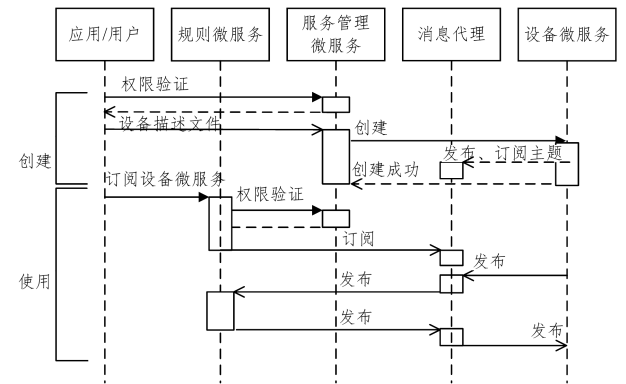 应用/用户
规则微服务
服务管理
微服务
消息代理
设备微服务
权限验证
设备描述文件
创建
发布、订阅主题
创建
创建成功
订阅设备微服务
权限验证
订阅
发布
使用
发布
发布
发布